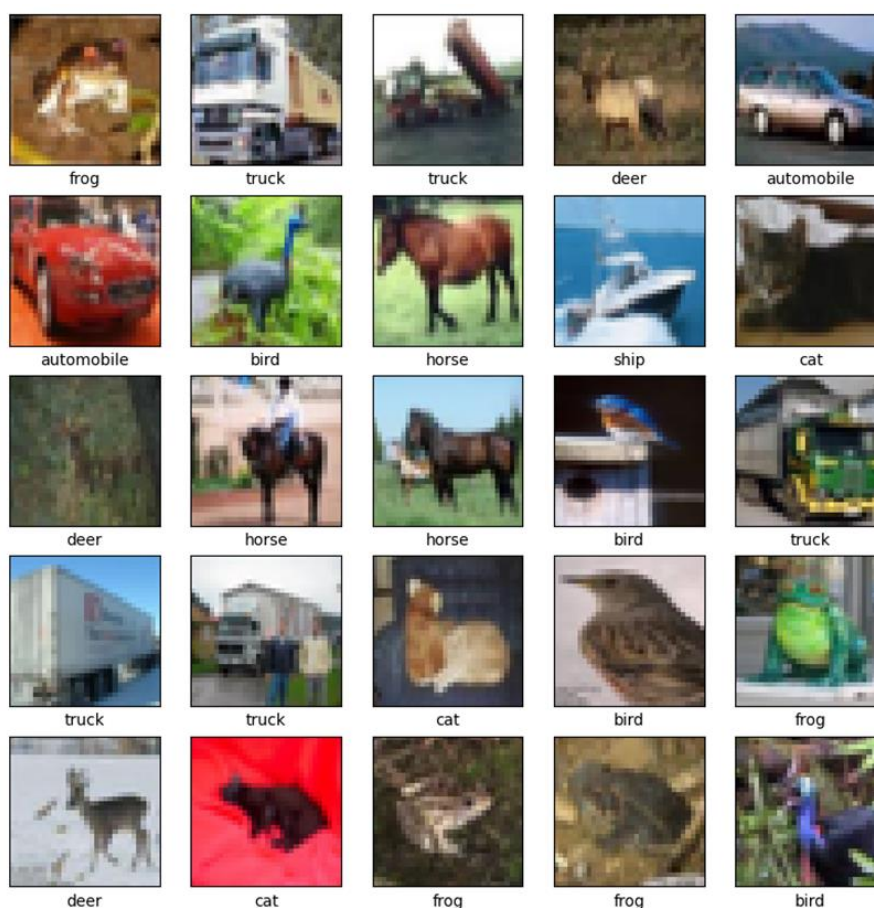 frog truck truck deer automobile
automobile bird horse ship cat
deer horse horse bird truck
truck truck cat bird frog
deer cat frog frog bird